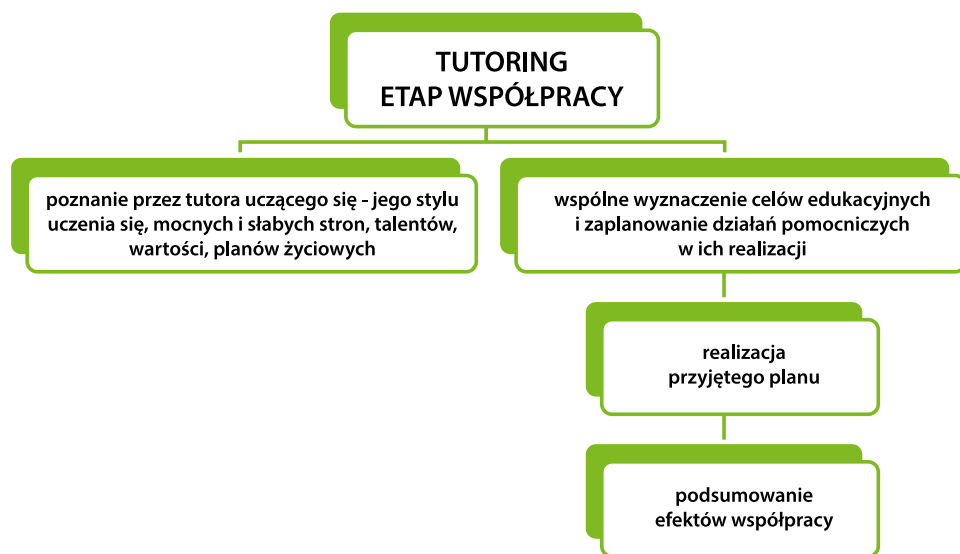 TUTORING
ETAP WSPÓŁPRACY
poznanie przez tutora uczącego się - jego stylu
uczenia się, mocnych i słabych stron, talentów,
wartości, planów życiowych
wspólne wyznaczenie celów edukacyjnych
i zaplanowanie działań pomocniczych
w ich realizacji
realizacja
przyjętego planu
podsumowanie
efektów współpracy